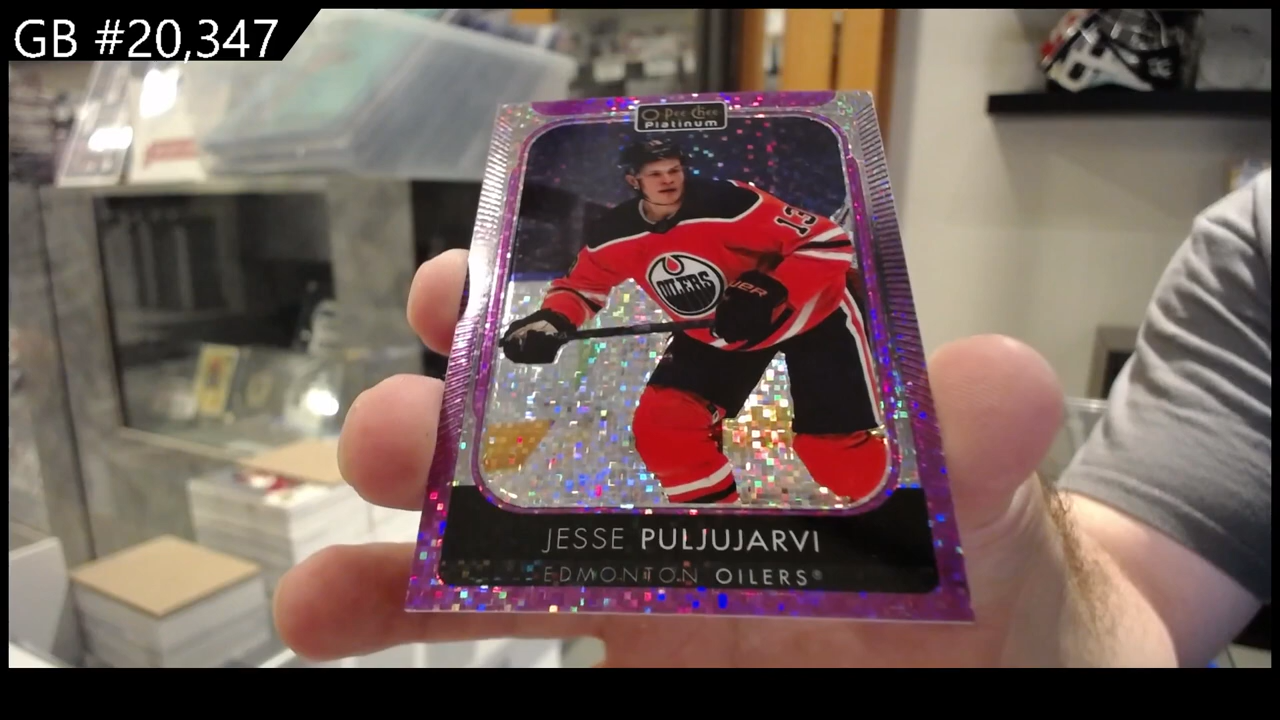 GB #20,347
O Pee Chee
Platinum
13
OILERS
JESSE PULJUJARVI
EDMONTON OILERS®